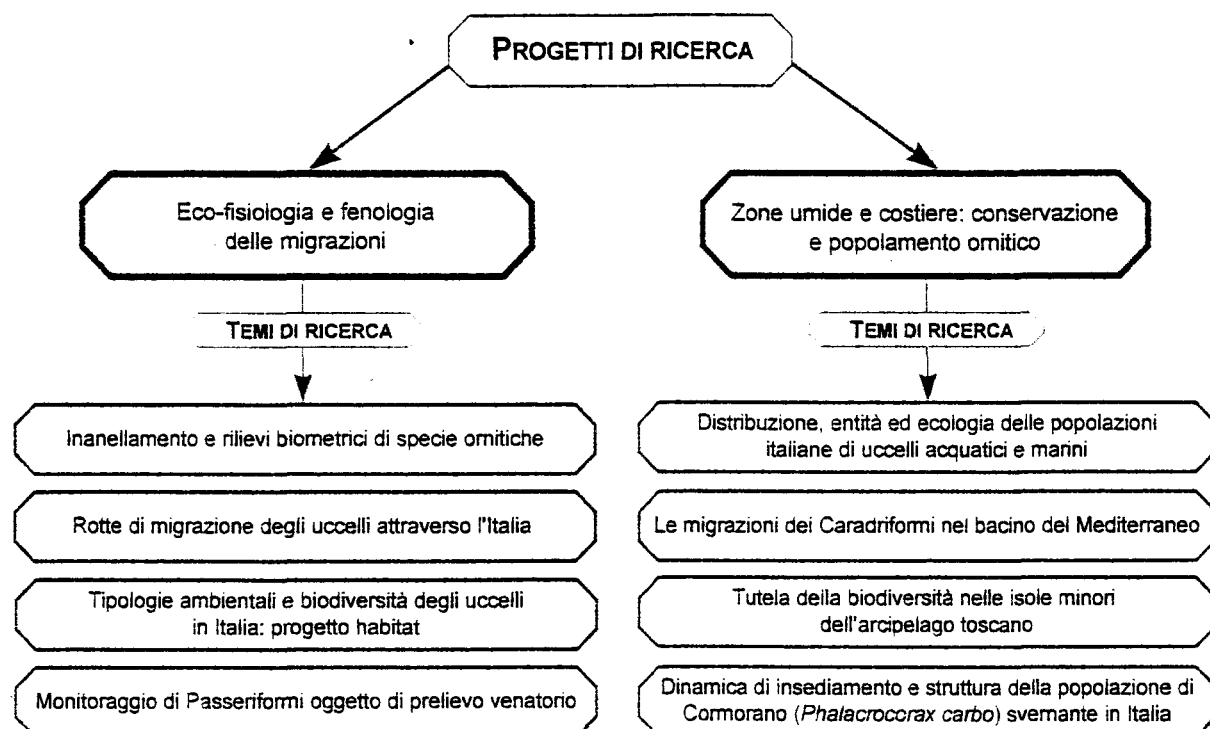 PROGETTI DI RICERCA
Eco-fisiologia e fenologia
delle migrazioni
TEMI DI RICERCA
Inanellamento e rilievi biometrici di specie ornitiche
Rotte di migrazione degli uccelli attraverso l'Italia
Tipologie ambientali e biodiversità degli uccelli
in Italia: progetto habitat
Monitoraggio di Passeriformi oggetto di prelievo venatorio
Zone umide e costiere: conservazione
e popolamento ornitico
TEMI DI RICERCA
Distribuzione, entità ed ecologia delle popolazioni
italiane di uccelli acquatici e marini
Le migrazioni dei Caradriformi nel bacino del Mediterraneo
Tutela della biodiversità nelle isole minori
dell'arcipelago toscano
Dinamica di insediamento e struttura della popolazione di
Cormorano (Phalacrocorax carbo) svernante in Italia